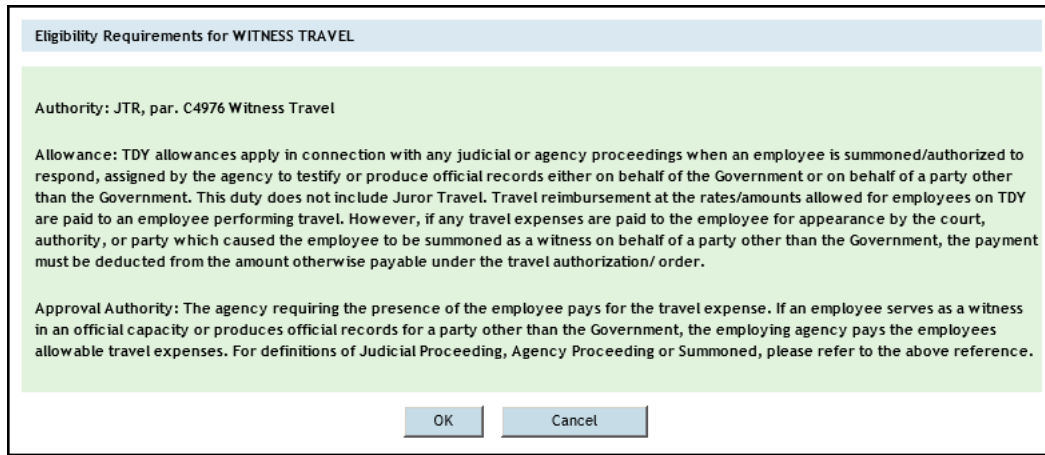 Eligibility Requirements for WITNESS TRAVEL
Authority: JTR, par. C4976 Witness Travel
Allowance: TDY allowances apply in connection with any judicial or agency proceedings when an employee is summoned/authorized to
respond, assigned by the agency to testify or produce official records either on behalf of the Government or on behalf of a party other
than the Government. This duty does not include Juror Travel. Travel reimbursement at the rates/amounts allowed for employees on TDY
are paid to an employee performing travel. However, if any travel expenses are paid to the employee for appearance by the court,
authority, or party which caused the employee to be summoned as a witness on behalf of a party other than the Government, the payment
must be deducted from the amount otherwise payable under the travel authorization/ order.
Approval Authority: The agency requiring the presence of the employee pays for the travel expense. If an employee serves as a witness
in an official capacity or produces official records for a party other than the Government, the employing agency pays the employees
allowable travel expenses. For definitions of Judicial Proceeding, Agency Proceeding or Summoned, please refer to the above reference.
OK Cancel